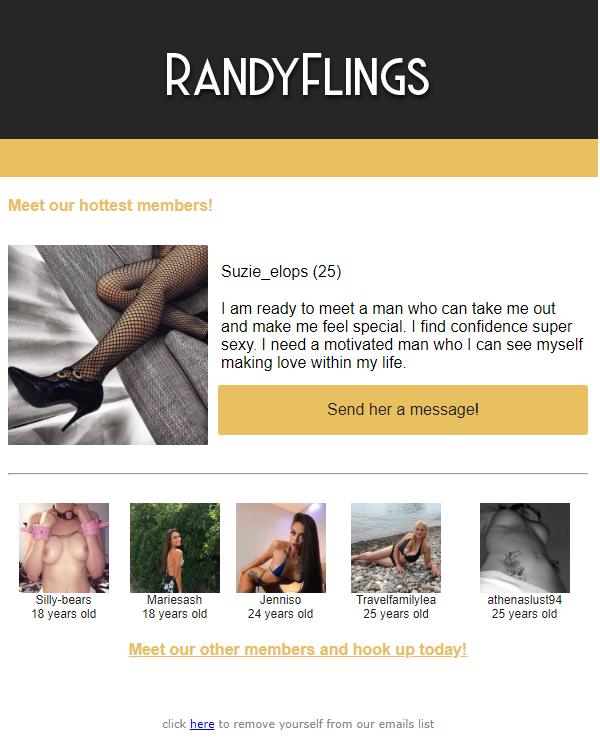 RandyFlings
Meet our hottest members!
Suzie_elops (25)
I am ready to meet a man who can take me out
and make me feel special. I find confidence super
sexy. I need a motivated man who I can see myself
making love within my life.
Send her a message!
Silly-bears
18 years old
Mariesash
18 years old
Jenniso
24 years old
Travelfamilylea
25 years old
athenaslust94
25 years old
Meet our other members and hook up today!
click here to remove yourself from our emails list